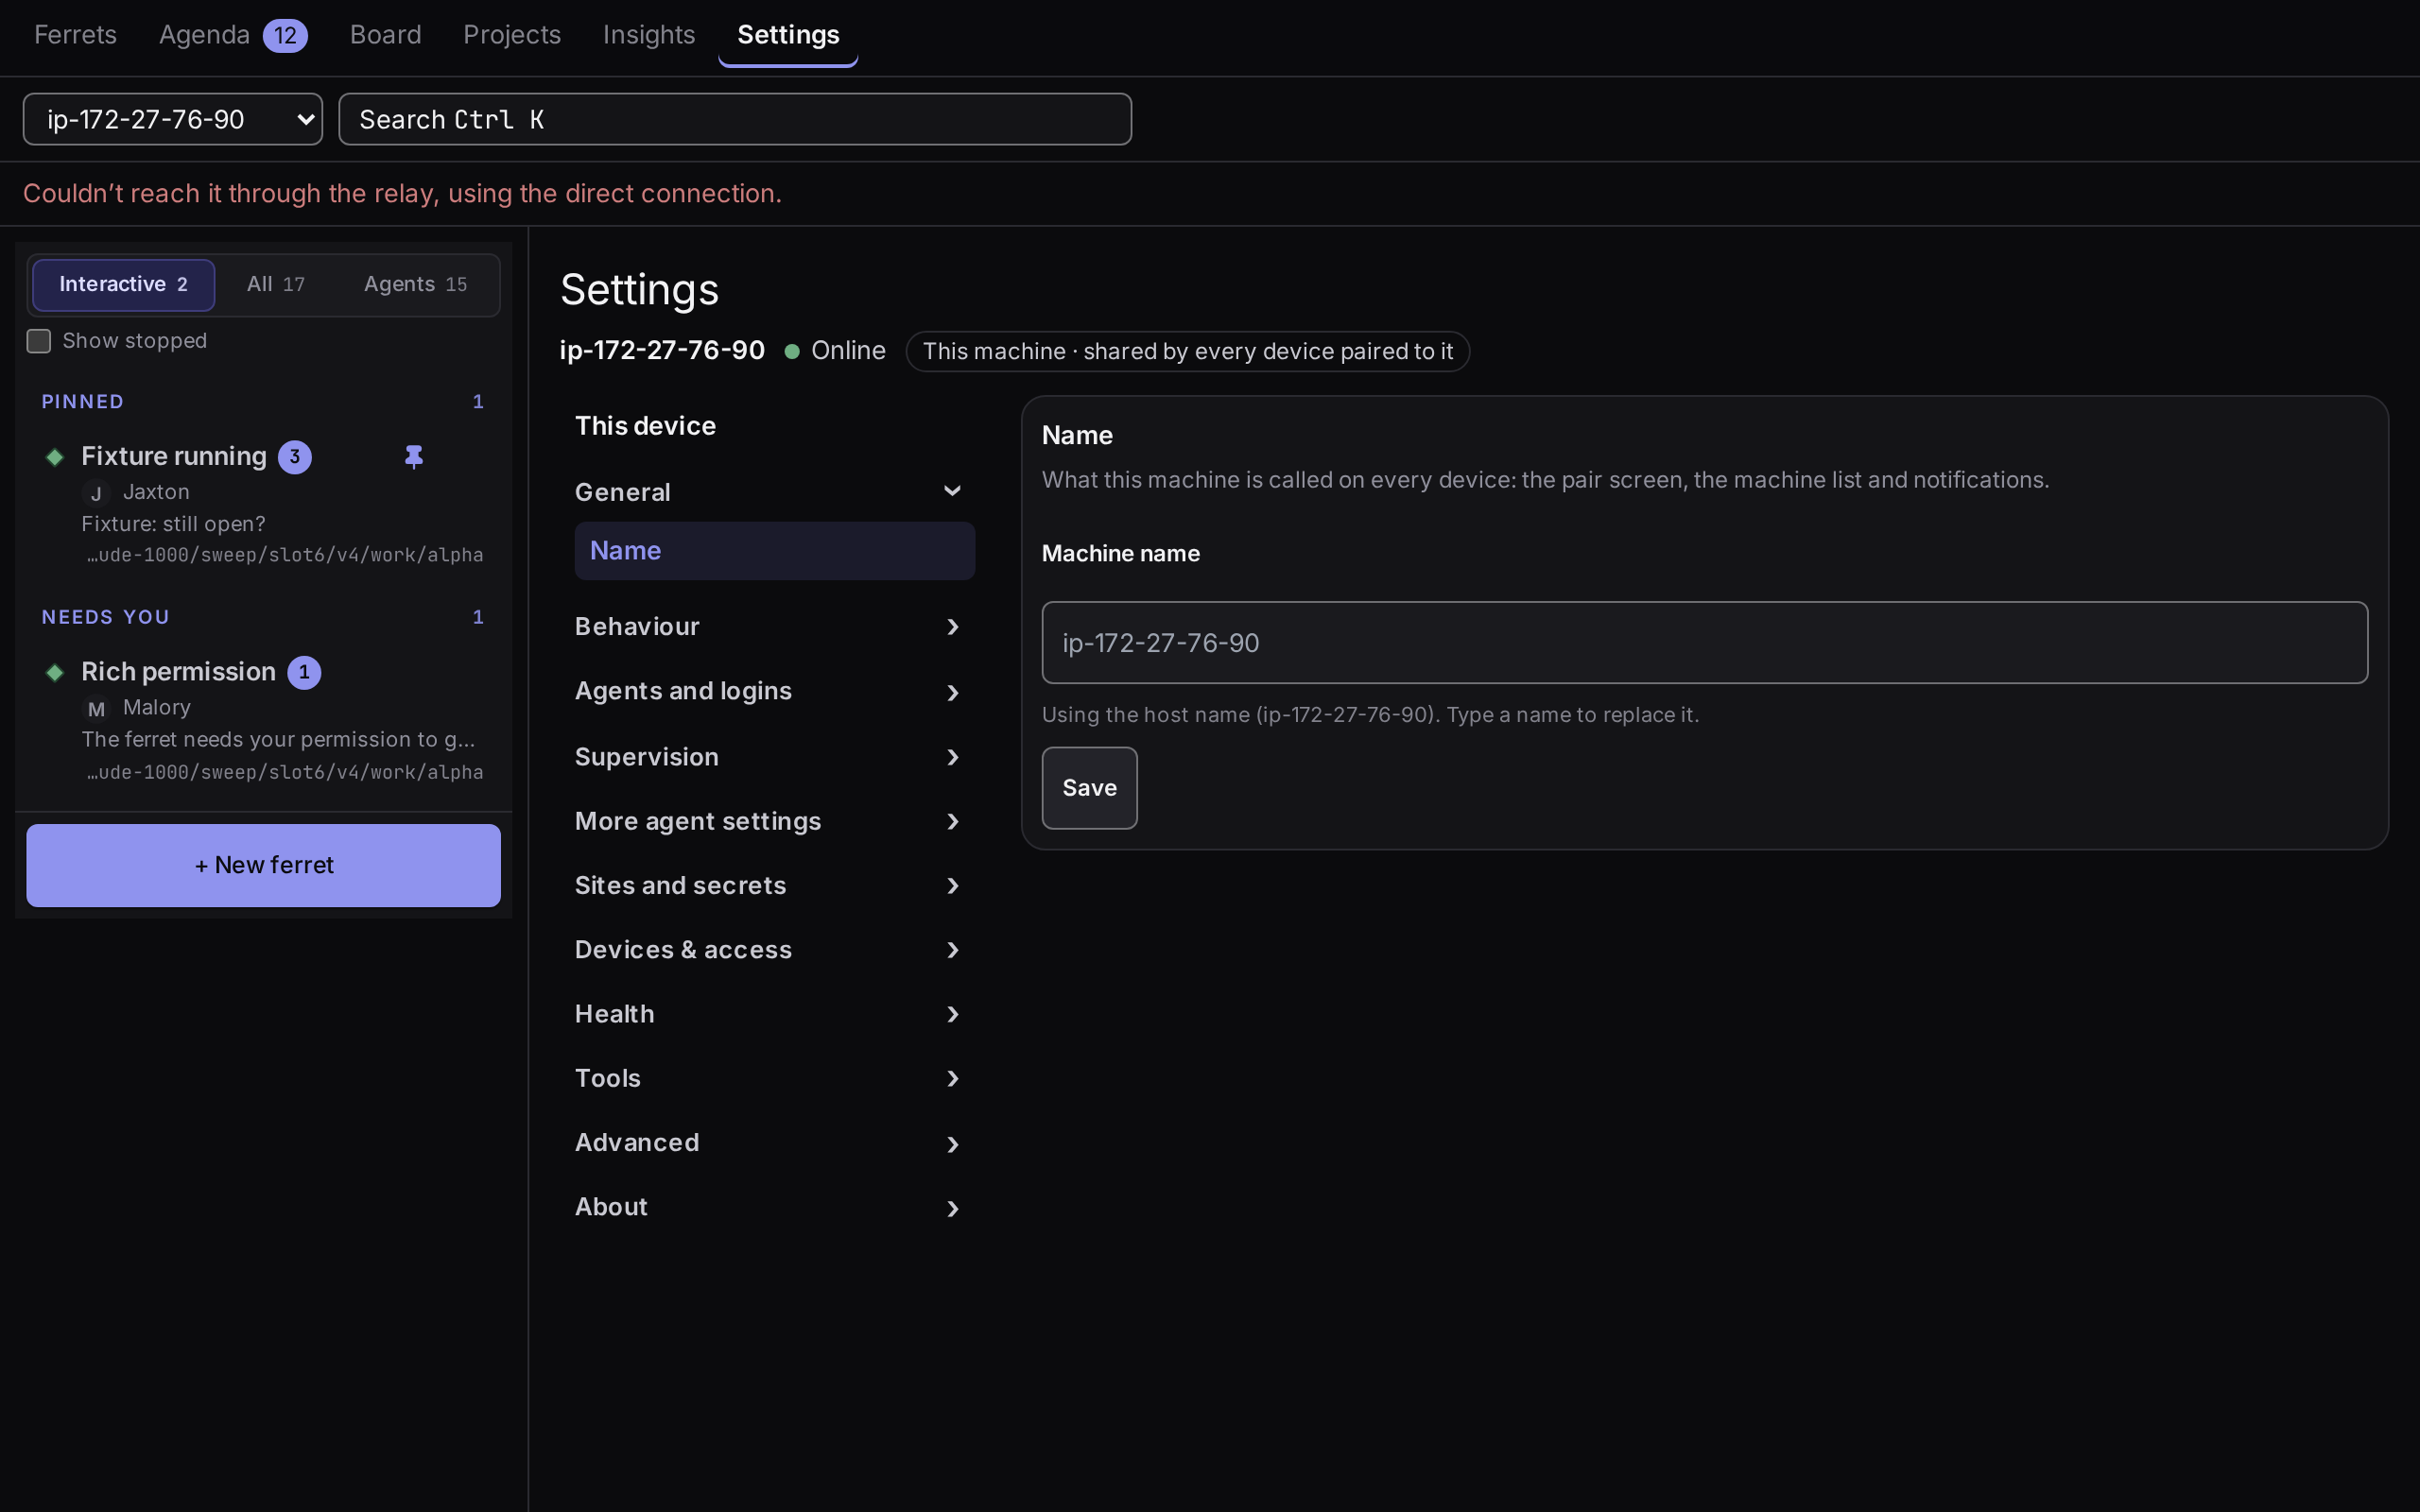 Ferrets Agenda 12 Board Projects Insights Settings
ip-172-27-76-90 Search Ctrl K
Couldn’t reach it through the relay, using the direct connection.
Interactive 2 All 17 Agents 15
Show stopped
PINNED 1
Fixture running 3
J Jaxton
Fixture: still open?
…ude-1000/sweep/slot6/v4/work/alpha
NEEDS YOU 1
Rich permission 1
M Malory
The ferret needs your permission to g…
…ude-1000/sweep/slot6/v4/work/alpha
+ New ferret
Settings
ip-172-27-76-90 Online This machine · shared by every device paired to it
This device
General
Name
Behaviour
Agents and logins
Supervision
More agent settings
Sites and secrets
Devices & access
Health
Tools
Advanced
About
Name
What this machine is called on every device: the pair screen, the machine list and notifications.
Machine name
ip-172-27-76-90
Using the host name (ip-172-27-76-90). Type a name to replace it.
Save